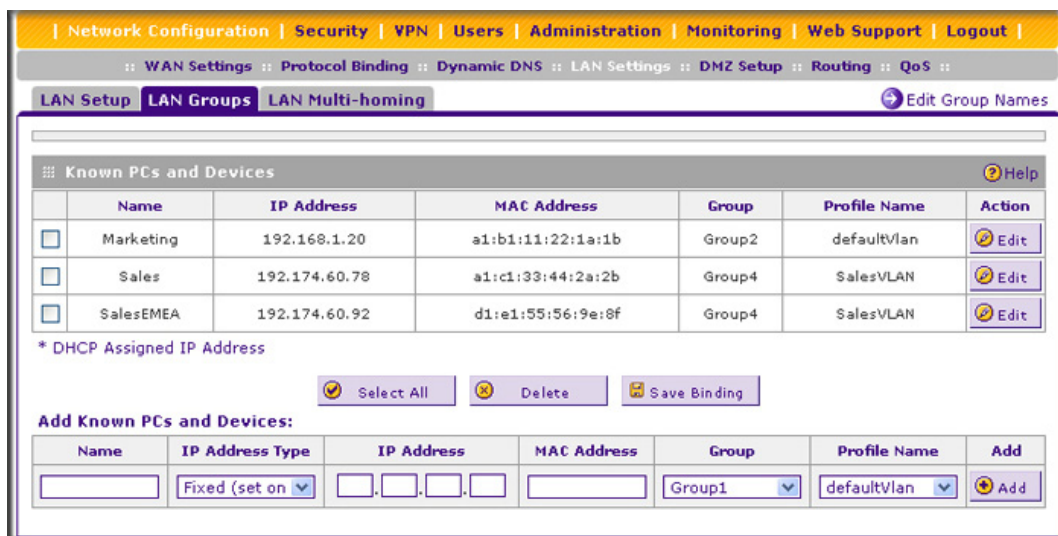 | Network Configuration | Security | VPN | Users | Administration | Monitoring | Web Support | Logout |
:: WAN Settings :: Protocol Binding :: Dynamic DNS :: LAN Settings :: DMZ Setup :: Routing :: QoS ::
LAN Setup LAN Groups LAN Multi-homing Edit Group Names
Known PCs and Devices Help
Name IP Address MAC Address Group Profile Name Action
Marketing 192.168.1.20 a1:b1:11:22:1a:1b Group2 defaultVlan Edit
Sales 192.174.60.78 a1:c1:33:44:2a:2b Group4 SalesVLAN Edit
SalesEMEA 192.174.60.92 d1:e1:55:56:9e:8f Group4 SalesVLAN Edit
* DHCP Assigned IP Address
Select All Delete Save Binding
Add Known PCs and Devices:
Name IP Address Type IP Address MAC Address Group Profile Name Add
Fixed (set on . . . Group1 defaultVlan Add